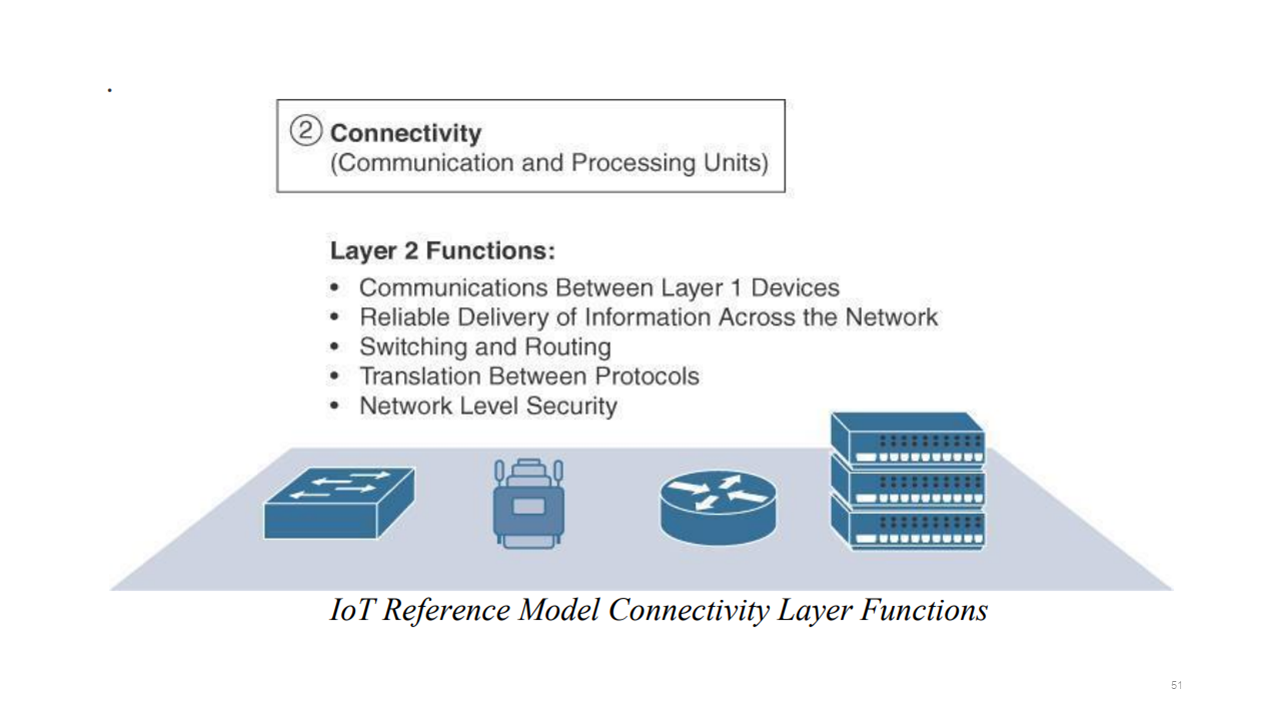 .
② Connectivity
(Communication and Processing Units)
Layer 2 Functions:
• Communications Between Layer 1 Devices
• Reliable Delivery of Information Across the Network
• Switching and Routing
• Translation Between Protocols
• Network Level Security
IoT Reference Model Connectivity Layer Functions
51